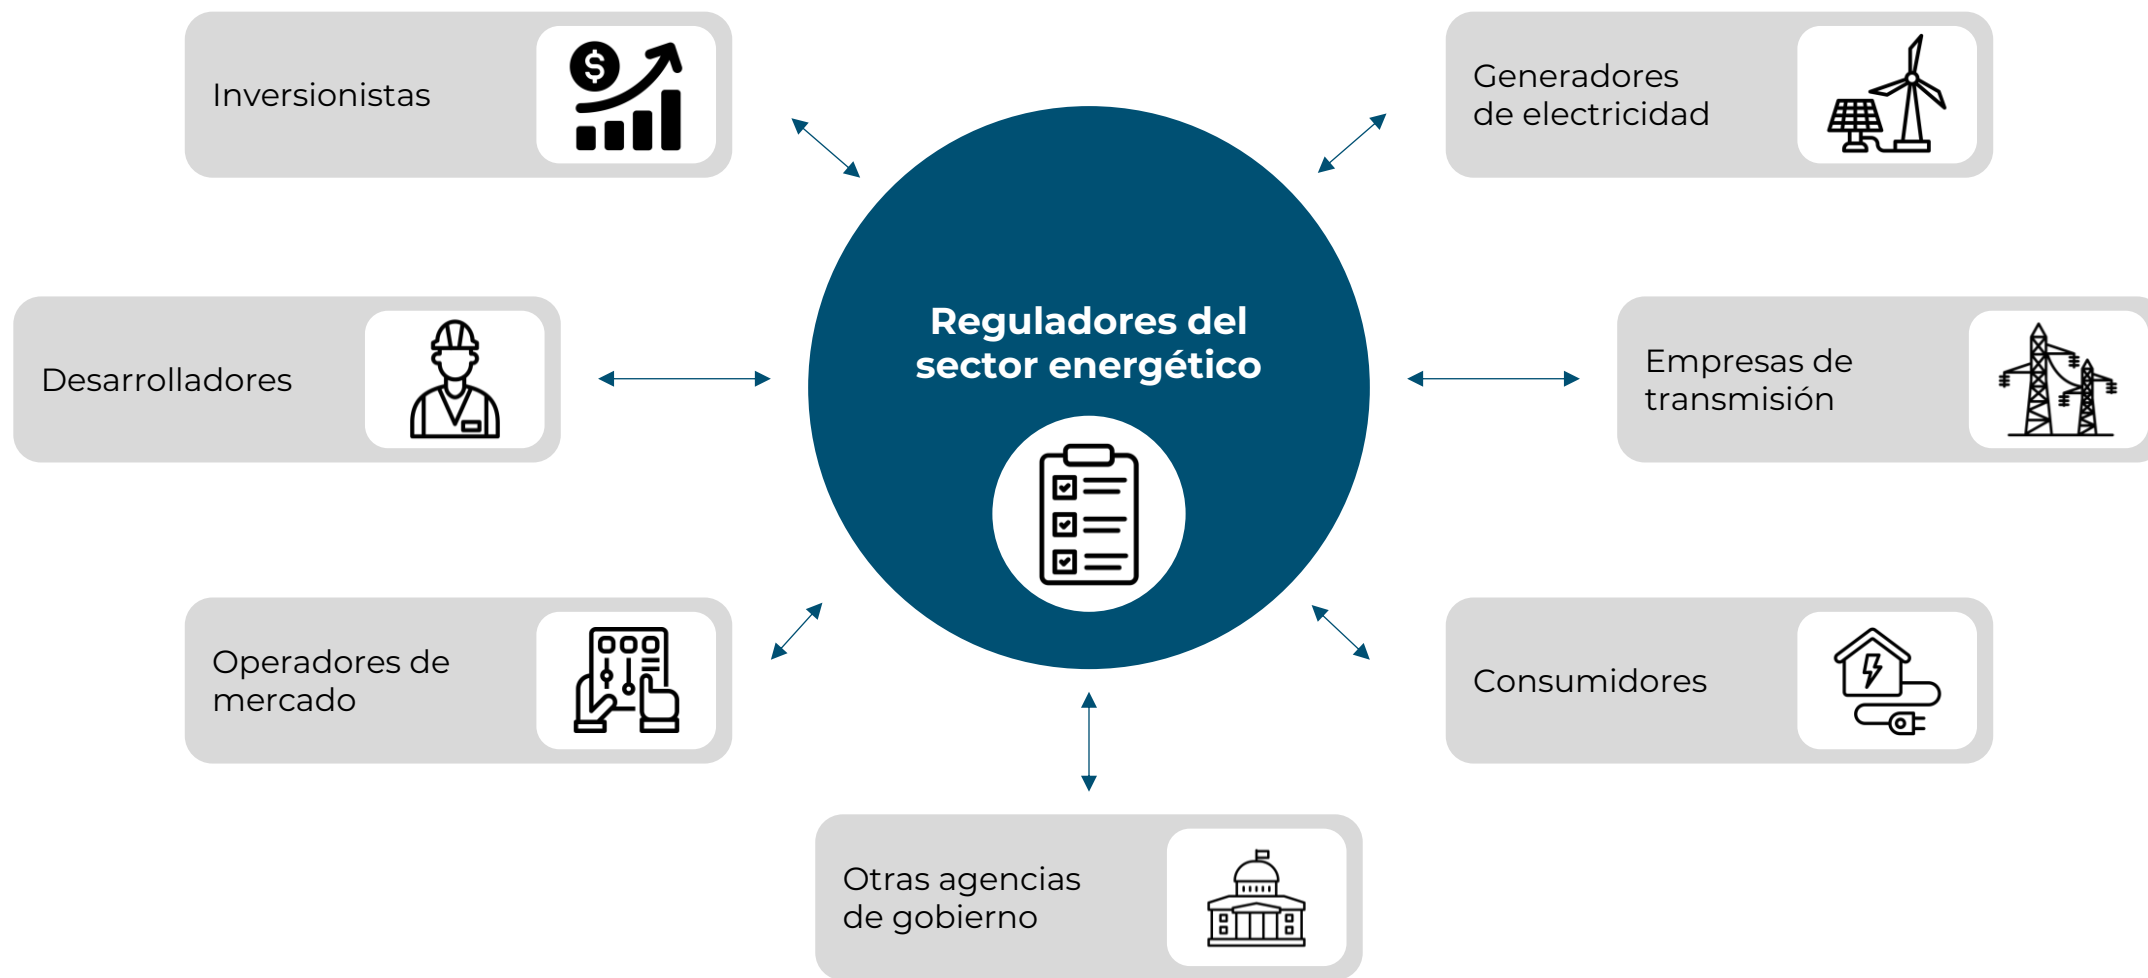 Inversionistas
Generadores
de electricidad
Reguladores del
sector energético
Desarrolladores
Empresas de
transmisión
Operadores de
mercado
Consumidores
Otras agencias
de gobierno